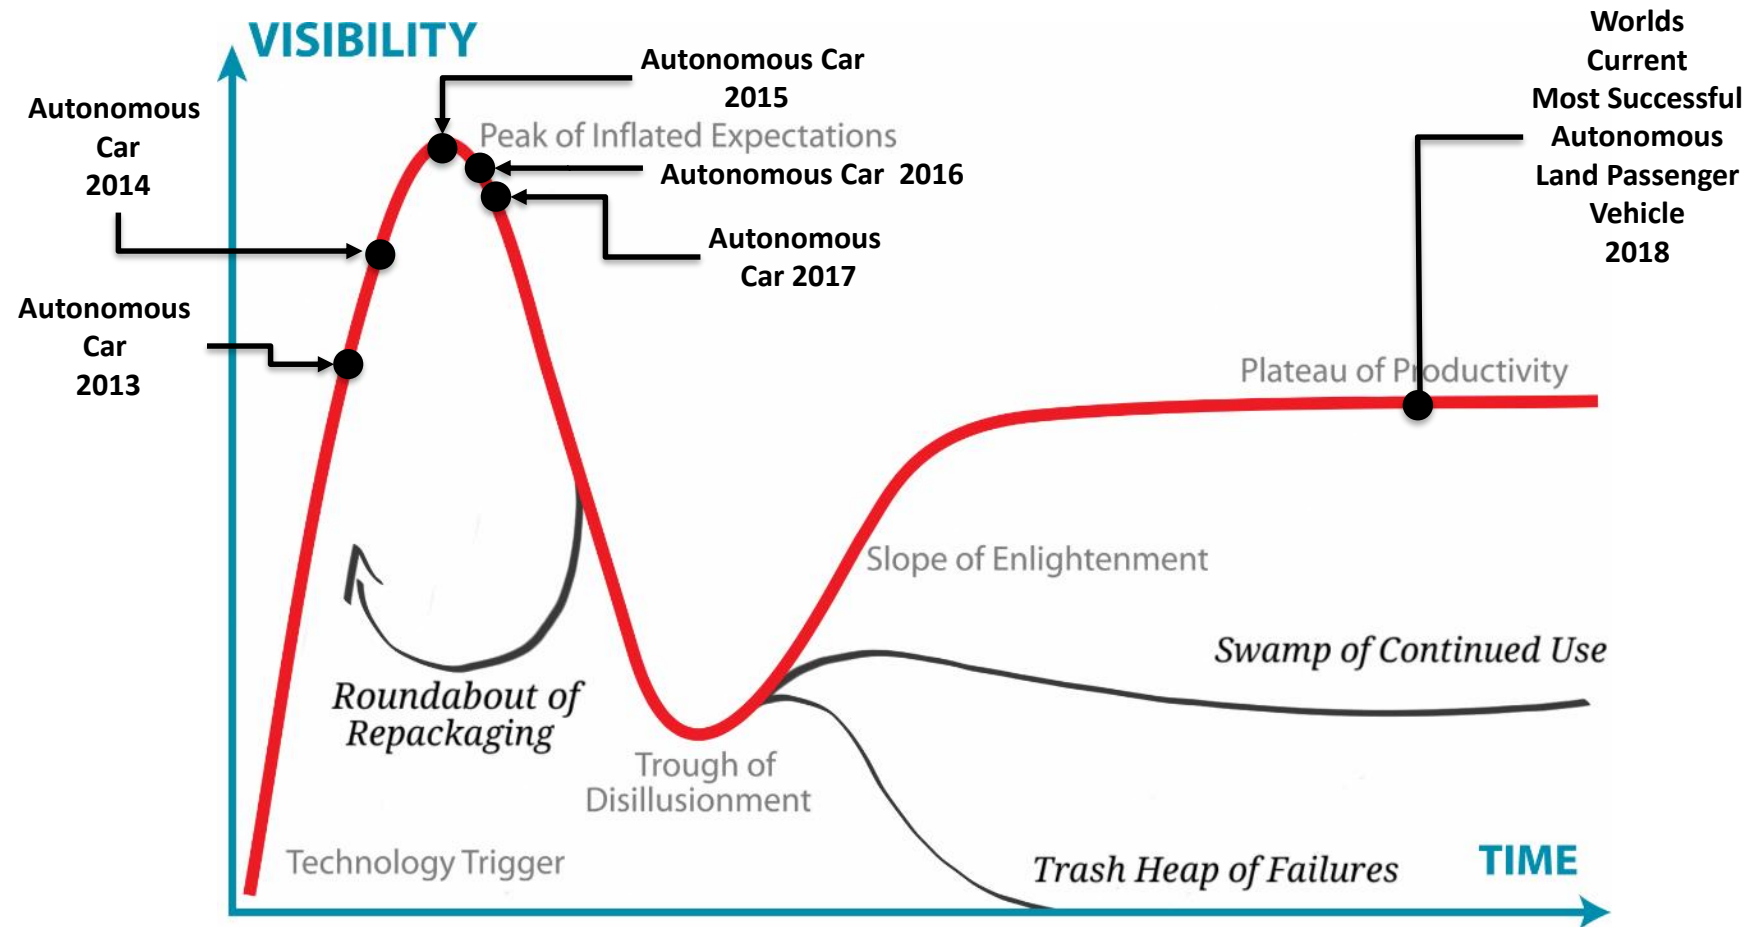 VISIBILITY
Autonomous Car
2015
Worlds
Current
Most Successful
Autonomous
Land Passenger
Vehicle
2018
Autonomous
Car
2014
Peak of Inflated Expectations
Autonomous Car 2016
Autonomous
Car 2017
Autonomous
Car
2013
Plateau of Productivity
Slope of Enlightenment
Swamp of Continued Use
Roundabout of
Repackaging
Trough of
Disillusionment
Technology Trigger
Trash Heap of Failures
TIME